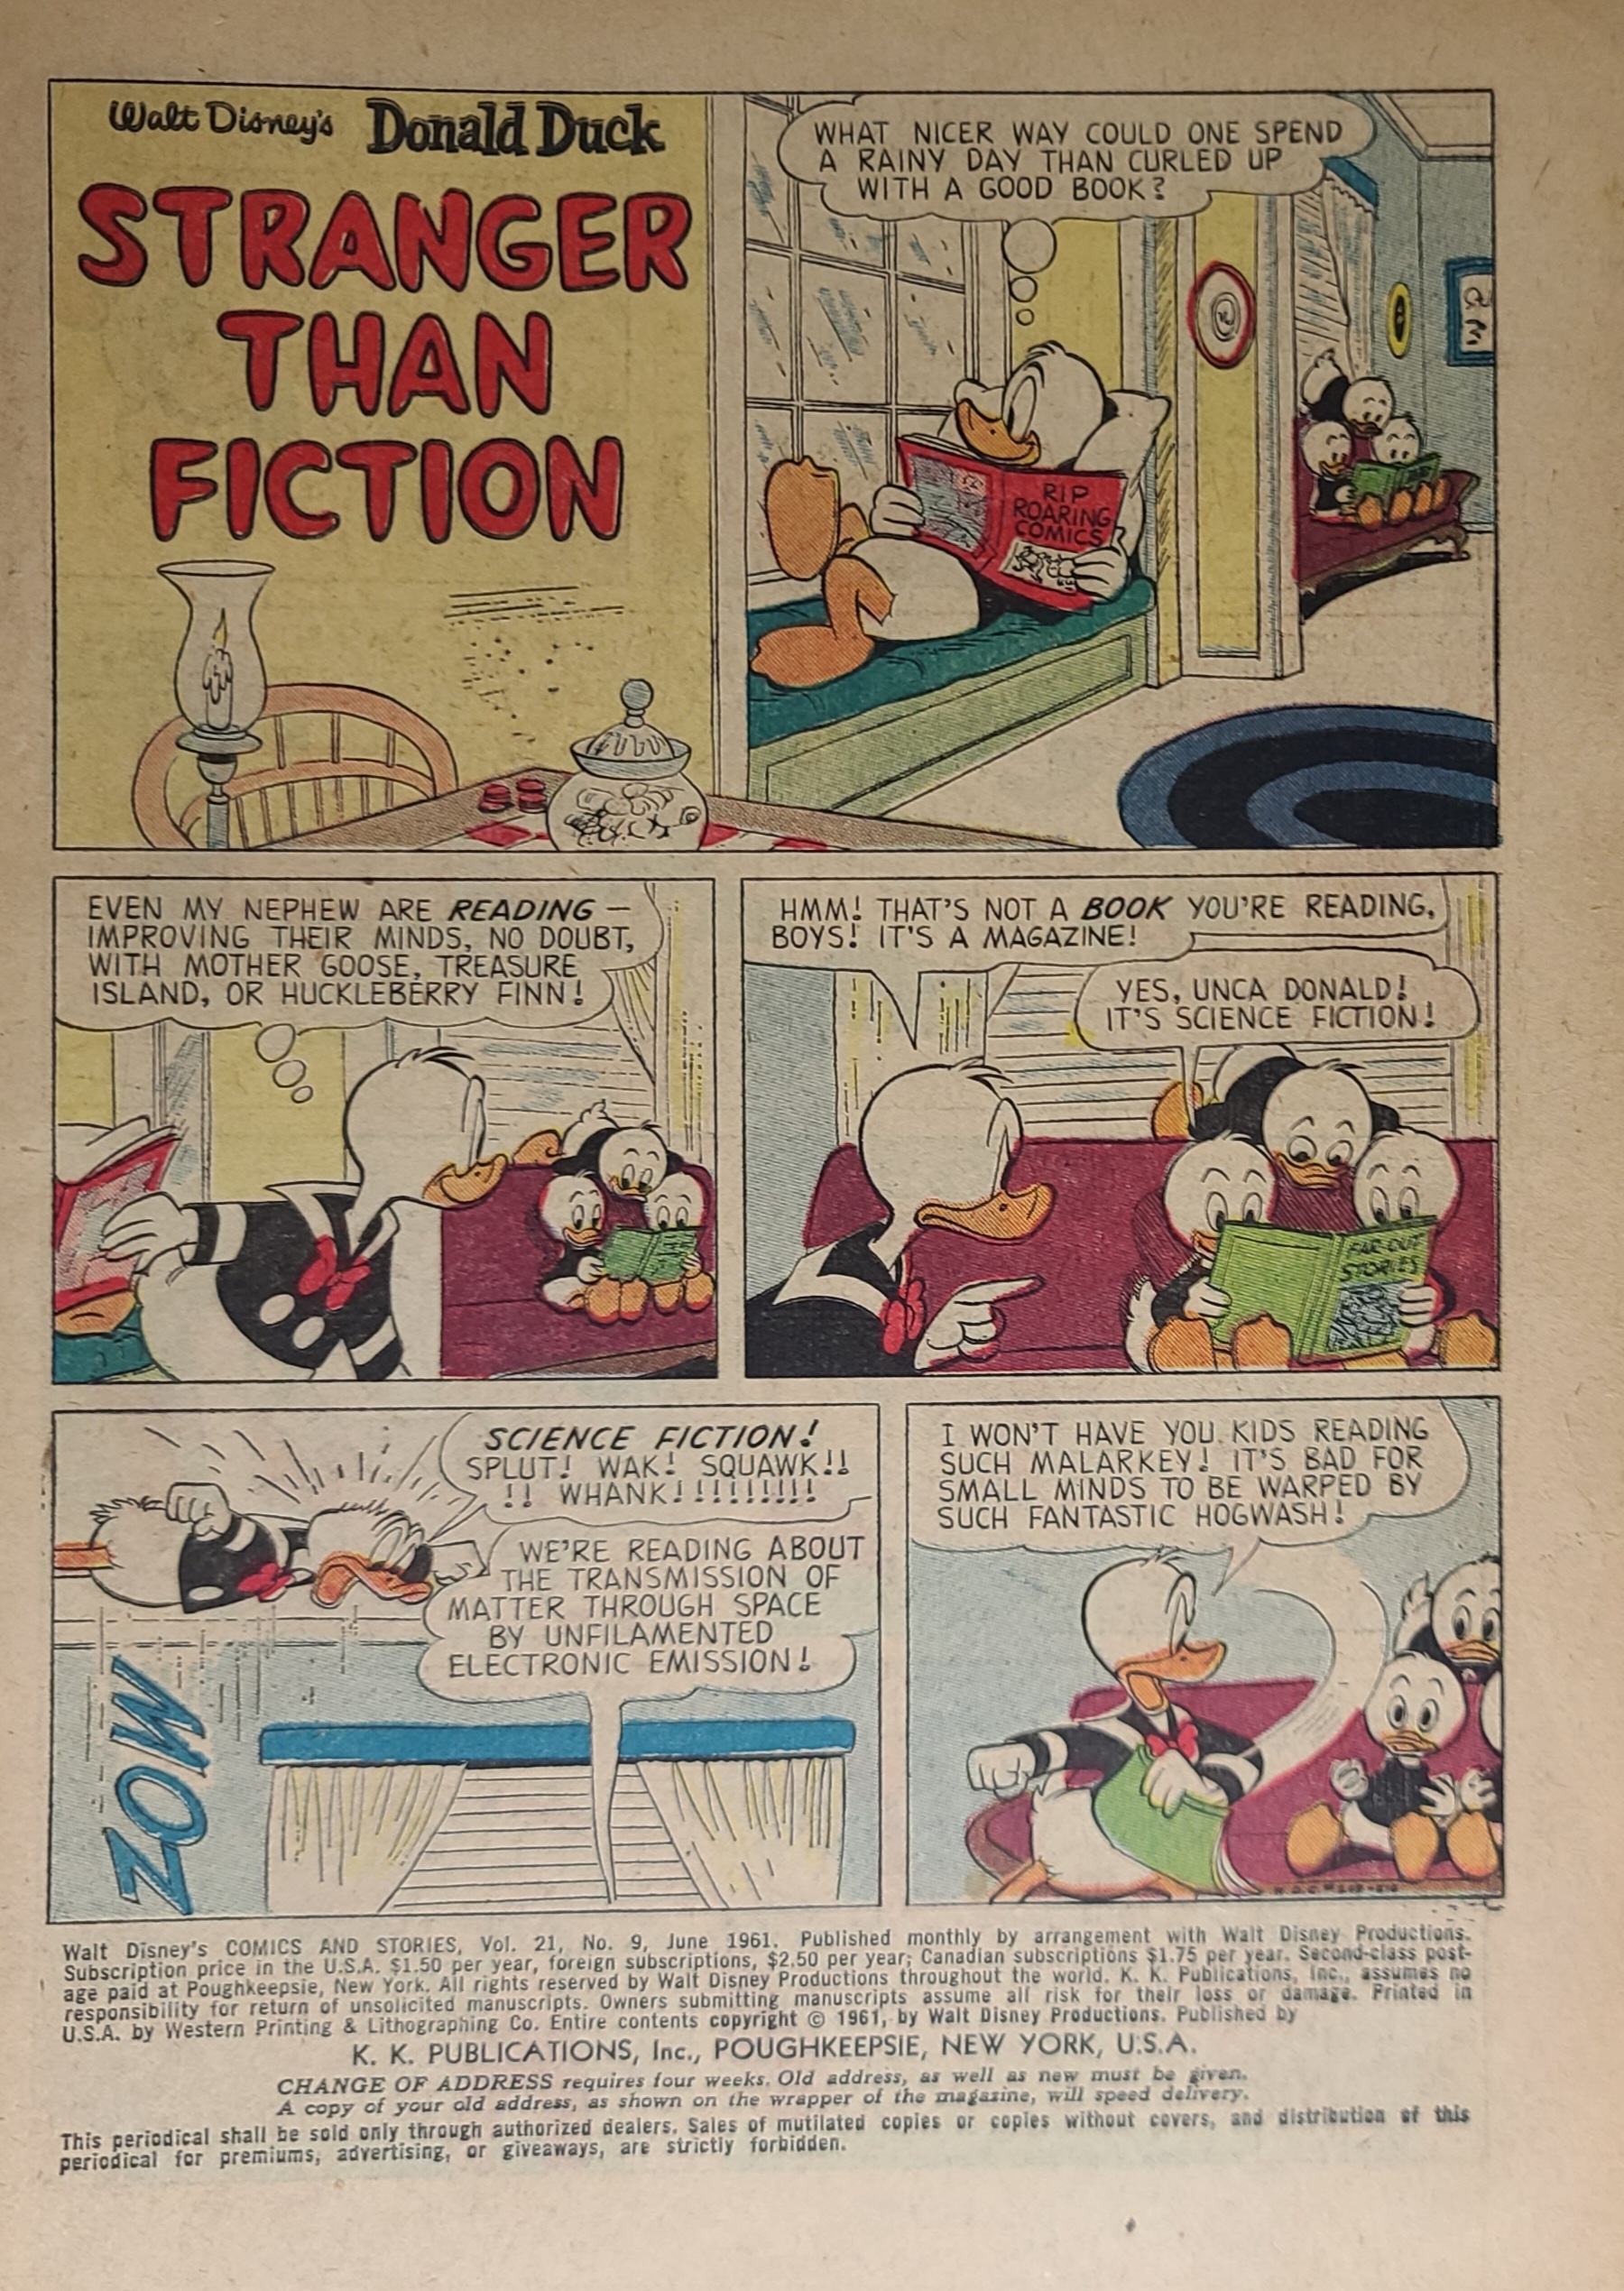 Walt Disney's Donald Duck
STRANGER
THAN
FICTION
WHAT NICER WAY COULD ONE SPEND
A RAINY DAY THAN CURLED UP
WITH A GOOD BOOK?
RIP
ROARING
COMICS
EVEN MY NEPHEW ARE READING —
IMPROVING THEIR MINDS, NO DOUBT,
WITH MOTHER GOOSE, TREASURE
ISLAND, OR HUCKLEBERRY FINN!
HMM! THAT'S NOT A BOOK YOU'RE READING,
BOYS! IT'S A MAGAZINE!
YES, UNCA DONALD!
IT'S SCIENCE FICTION!
FAR-OUT
STORIES
SCIENCE FICTION!
SPLUT! WAK! SQUAWK!!
!! WHANK!!!!!!!!!
WE'RE READING ABOUT
THE TRANSMISSION OF
MATTER THROUGH SPACE
BY UNFILAMENTED
ELECTRONIC EMISSION!
ZOW
I WON'T HAVE YOU KIDS READING
SUCH MALARKEY! IT'S BAD FOR
SMALL MINDS TO BE WARPED BY
SUCH FANTASTIC HOGWASH!
Walt Disney's COMICS AND STORIES, Vol. 21, No. 9, June 1961. Published monthly by arrangement with Walt Disney Productions.
Subscription price in the U.S.A. $1.50 per year, foreign subscriptions, $2.50 per year; Canadian subscriptions $1.75 per year. Second-class post-
age paid at Poughkeepsie, New York. All rights reserved by Walt Disney Productions throughout the world. K. K. Publications, Inc., assumes no
responsibility for return of unsolicited manuscripts. Owners submitting manuscripts assume all risk for their loss or damage. Printed in
U.S.A. by Western Printing & Lithographing Co. Entire contents copyright © 1961, by Walt Disney Productions. Published by
K. K. PUBLICATIONS, Inc., POUGHKEEPSIE, NEW YORK, U.S.A.
CHANGE OF ADDRESS requires four weeks. Old address, as well as new must be given.
A copy of your old address, as shown on the wrapper of the magazine, will speed delivery.
This periodical shall be sold only through authorized dealers. Sales of mutilated copies or copies without covers, and distribution of this
periodical for premiums, advertising, or giveaways, are strictly forbidden.